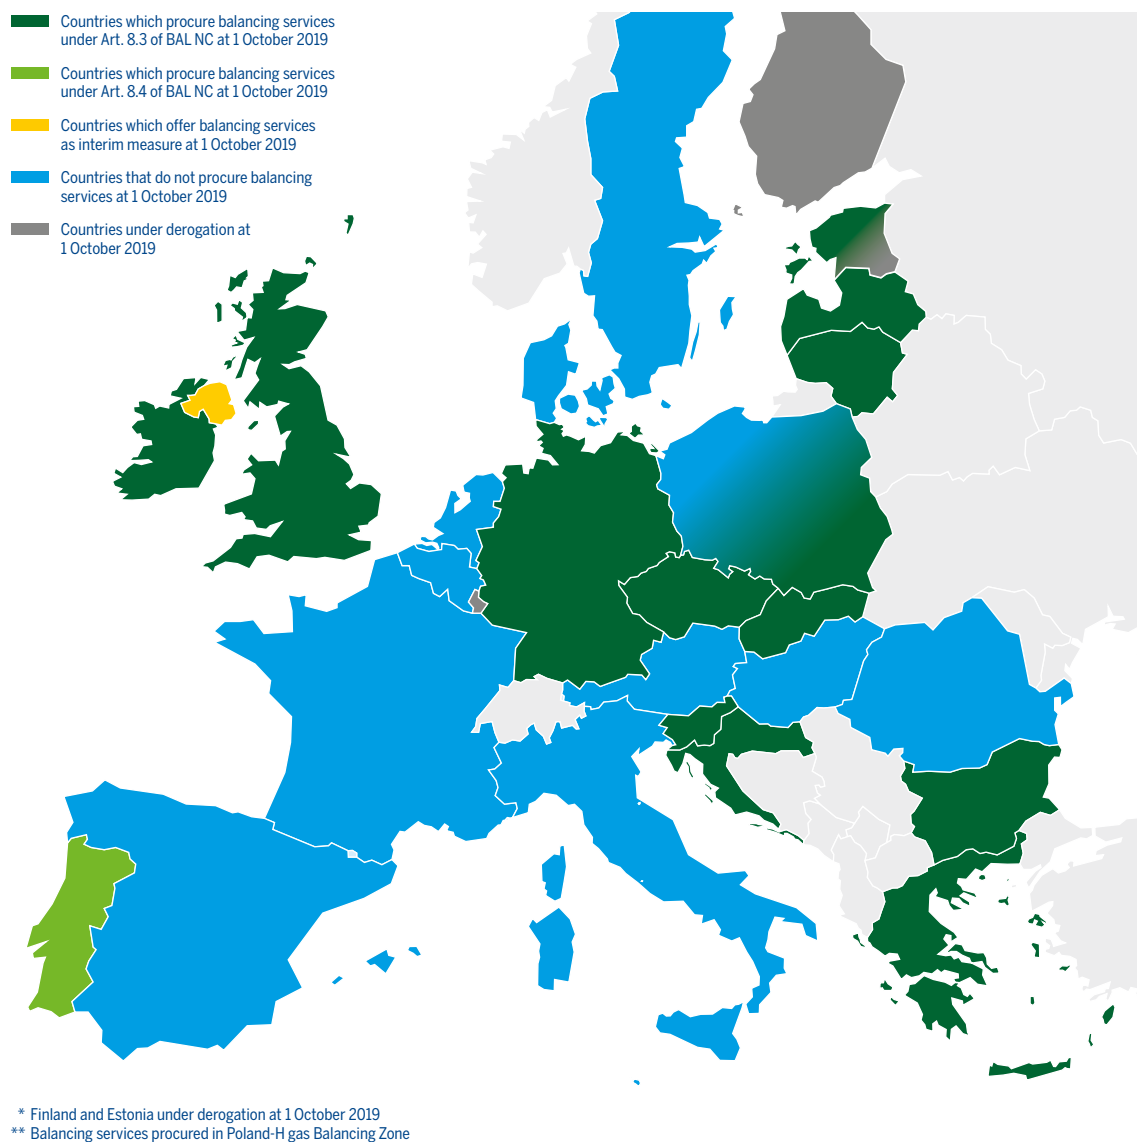 Countries which procure balancing services
under Art. 8.3 of BAL NC at 1 October 2019
Countries which procure balancing services
under Art. 8.4 of BAL NC at 1 October 2019
Countries which offer balancing services
as interim measure at 1 October 2019
Countries that do not procure balancing
services at 1 October 2019
Countries under derogation at
1 October 2019
* Finland and Estonia under derogation at 1 October 2019
** Balancing services procured in Poland-H gas Balancing Zone